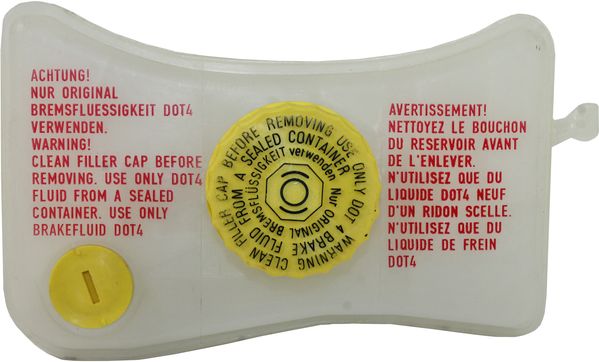 ACHTUNG!
NUR ORIGINAL
BREMSFLUESSIGKEIT DOT4
VERWENDEN.
WARNING!
CLEAN FILLER CAP BEFORE
REMOVING. USE ONLY DOT4
FLUID FROM A SEALED
CONTAINER. USE ONLY
BRAKEFLUID DOT4
WARNING CLEAN FILLER CAP BEFORE REMOVING USE ONLY DOT 4 BRAKE
FLUID FROM A SEALED CONTAINER
NUR ORIGINAL BREMSFLÜSSIGKEIT verwenden
AVERTISSEMENT!
NETTOYEZ LE BOUCHON
DU RESERVOIR AVANT
DE L'ENLEVER.
N'UTILISEZ QUE DU
LIQUIDE DOT4 NEUF
D'UN RIDON SCELLE.
N'UTILISEZ QUE DU
LIQUIDE DE FREIN
DOT4